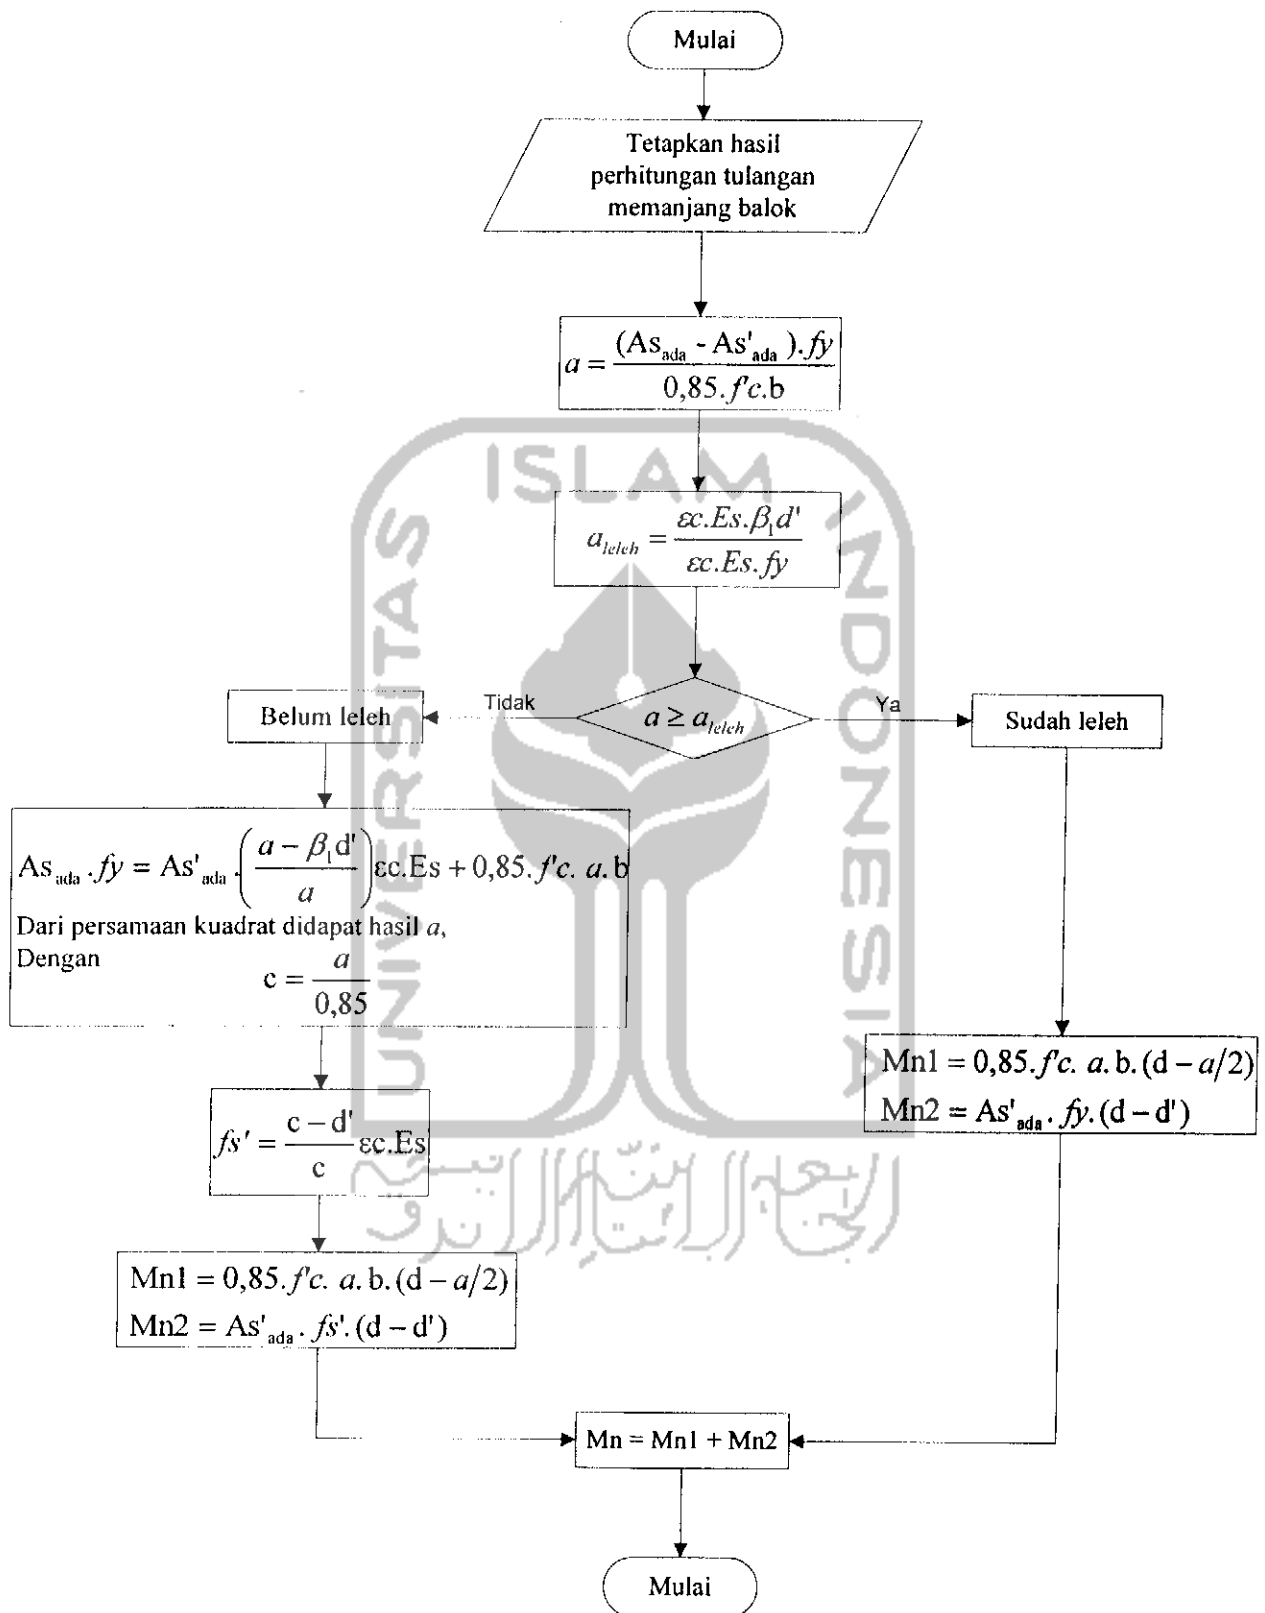 Mulai
Tetapkan hasil
perhitungan tulangan
memanjang balok
a = (As_ada - As'_ada ).fy / 0,85.f'c.b
a_leleh = εc.Es.β₁d' / εc.Es.fy
a ≥ a_leleh
Tidak
Ya
Belum leleh
Sudah leleh
As_ada.fy = As'_ada.((a − β₁d') / a)εc.Es + 0,85.f'c. a.b
Dari persamaan kuadrat didapat hasil a,
Dengan
c = a / 0,85
fs' = (c − d') / c εc.Es
Mn1 = 0,85.f'c. a.b.(d − a/2)
Mn2 = As'_ada.fs'.(d − d')
Mn1 = 0,85.f'c. a.b.(d − a/2)
Mn2 = As'_ada.fy.(d − d')
Mn = Mn1 + Mn2
Mulai
UNIVERSITAS
ISLAM
INDONESIA